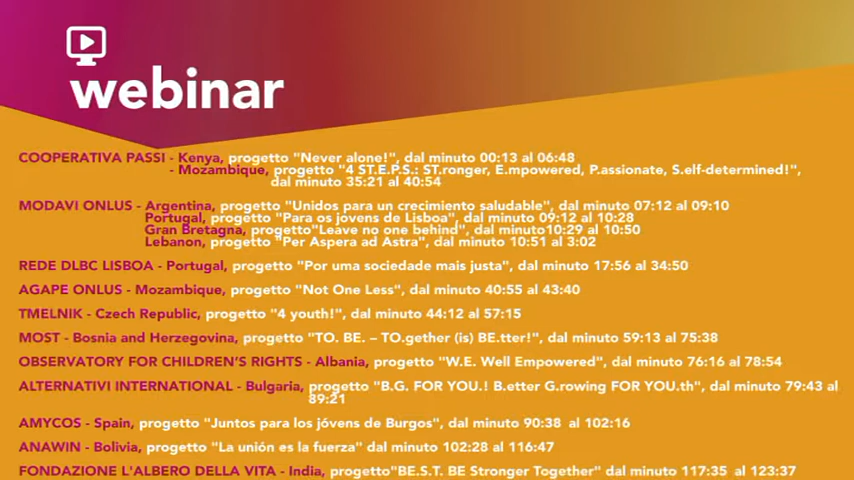 webinar
COOPERATIVA PASSI - Kenya, progetto "Never alone!", dal minuto 00:13 al 06:48
- Mozambique, progetto "4 ST.E.P.S.: ST.ronger, E.mpowered, P.assionate, S.elf-determined!",
dal minuto 35:21 al 40:54
MODAVI ONLUS - Argentina, progetto "Unidos para un crecimiento saludable", dal minuto 07:12 al 09:10
Portugal, progetto "Para os jovens de Lisboa", dal minuto 09:12 al 10:28
Gran Bretagna, progetto"Leave no one behind", dal minuto10:29 al 10:50
Lebanon, progetto "Per Aspera ad Astra", dal minuto 10:51 al 3:02
REDE DLBC LISBOA - Portugal, progetto "Por uma sociedade mais justa", dal minuto 17:56 al 34:50
AGAPE ONLUS - Mozambique, progetto "Not One Less", dal minuto 40:55 al 43:40
TMELNIK - Czech Republic, progetto "4 youth!", dal minuto 44:12 al 57:15
MOST - Bosnia and Herzegovina, progetto "TO. BE. – TO.gether (is) BE.tter!", dal minuto 59:13 al 75:38
OBSERVATORY FOR CHILDREN'S RIGHTS - Albania, progetto "W.E. Well Empowered", dal minuto 76:16 al 78:54
ALTERNATIVI INTERNATIONAL - Bulgaria, progetto "B.G. FOR YOU.! B.etter G.rowing FOR YOU.th", dal minuto 79:43 al
89:21
AMYCOS - Spain, progetto "Juntos para los jóvens de Burgos", dal minuto 90:38 al 102:16
ANAWIN - Bolivia, progetto "La unión es la fuerza" dal minuto 102:28 al 116:47
FONDAZIONE L'ALBERO DELLA VITA - India, progetto"BE.S.T. BE Stronger Together" dal minuto 117:35 al 123:37